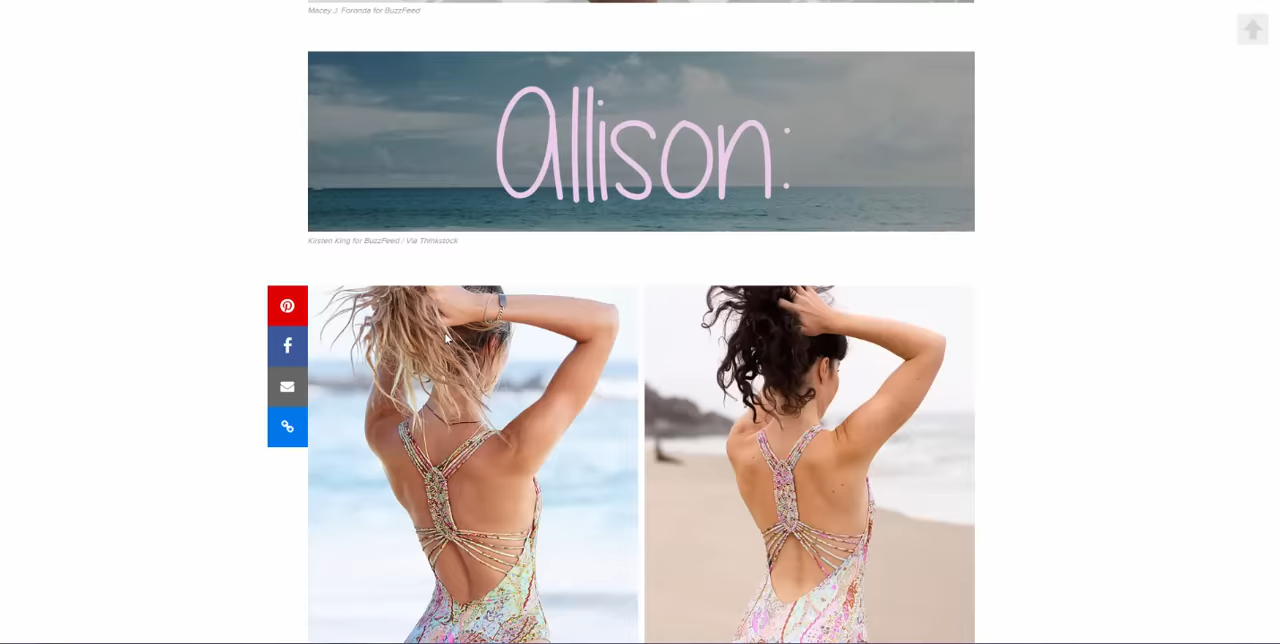 Macey J. Foronda for BuzzFeed
Allison:
Kirsten King for BuzzFeed / Via Thinkstock